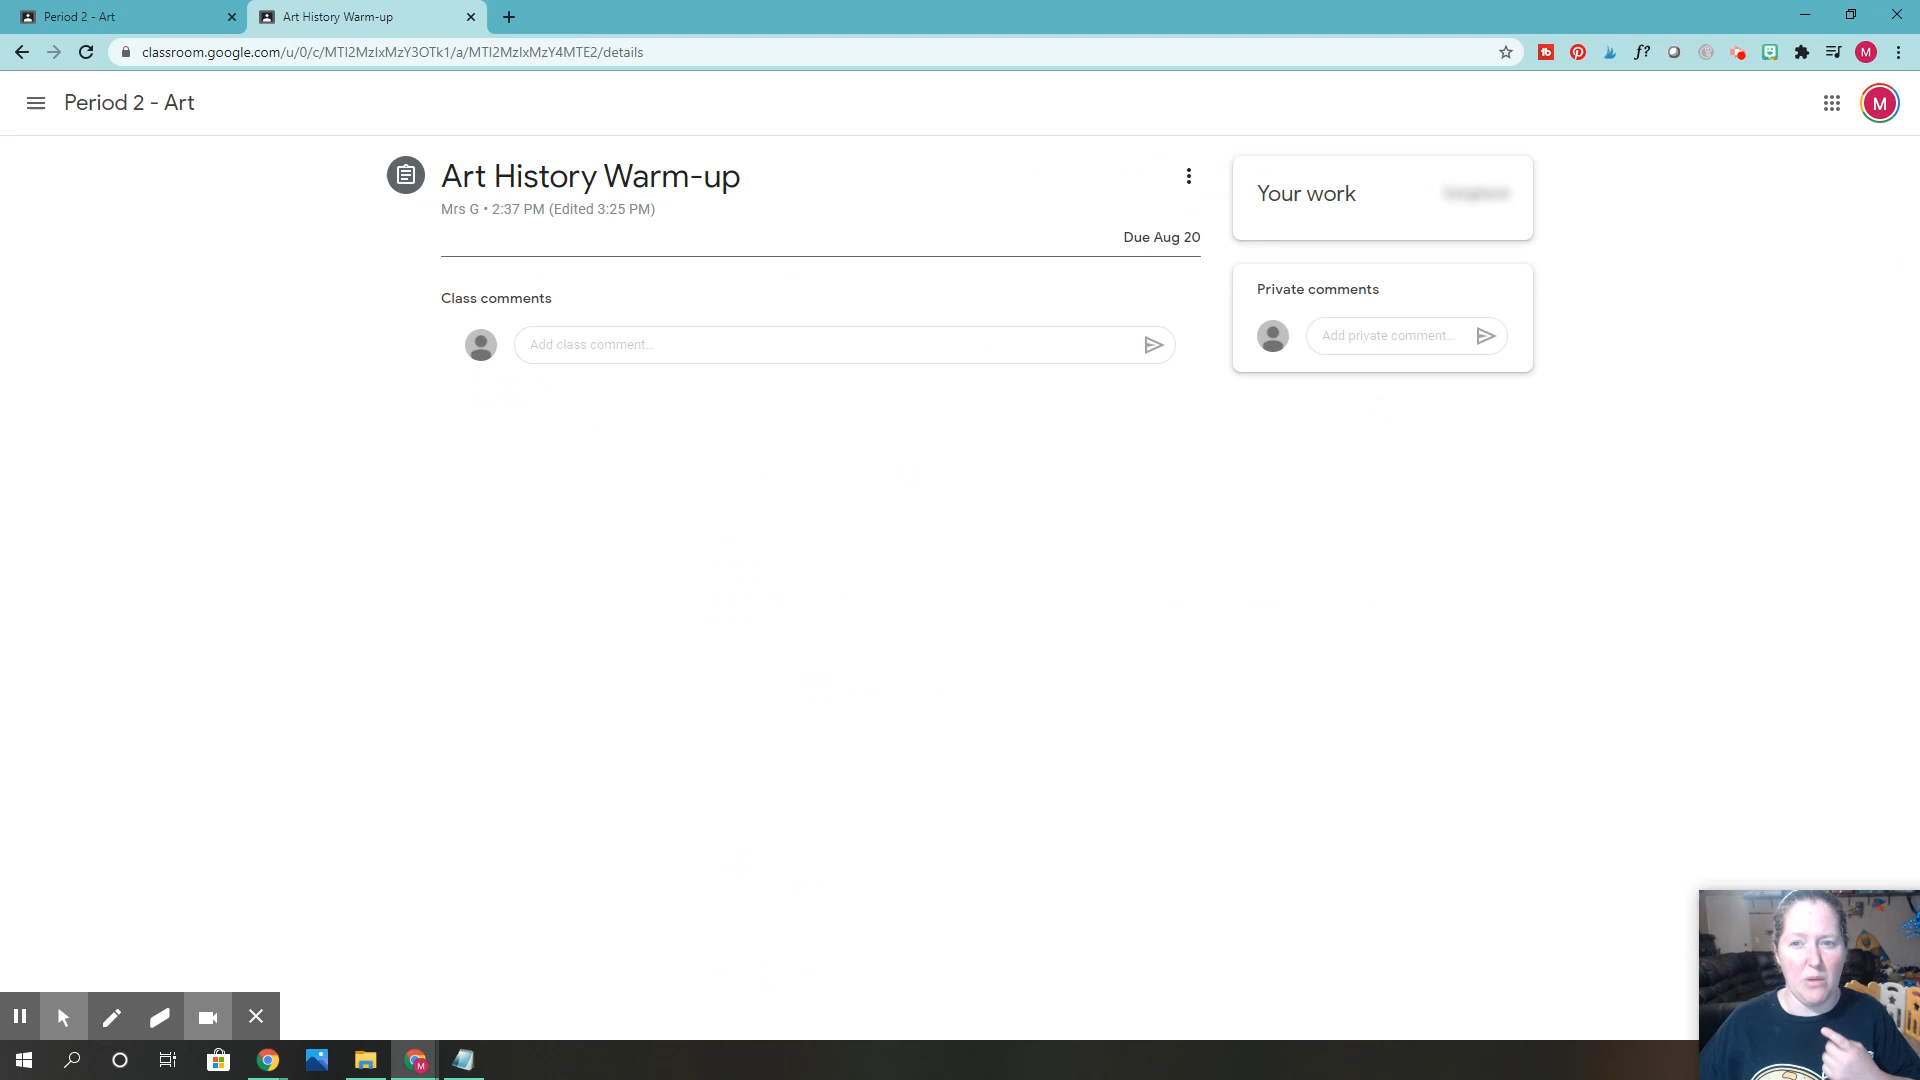 Period 2 - Art
Art History Warm-up
classroom.google.com/u/0/c/MTI2MzIxMzY3OTk1/a/MTI2MzIxMzY4MTE2/details
f?
M
Period 2 - Art
M
Art History Warm-up
Mrs G • 2:37 PM (Edited 3:25 PM)
Due Aug 20
Your work
Class comments
Add class comment...
Private comments
Add private comment...
M